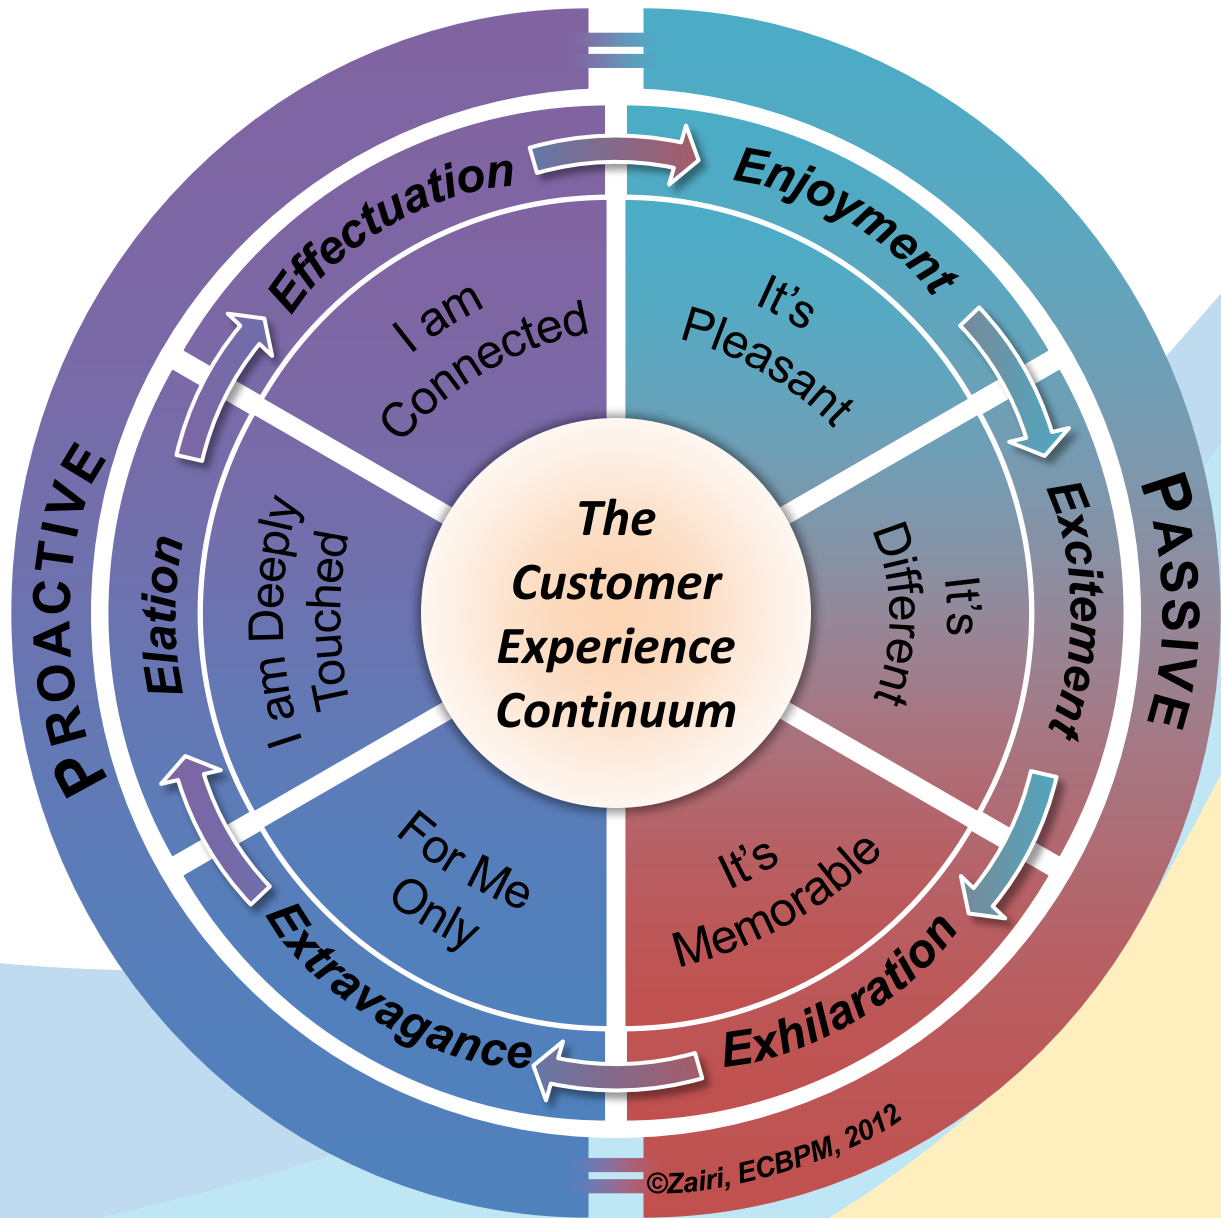 The
Customer
Experience
Continuum
PASSIVE
Enjoyment
It's
Pleasant
Excitement
It's
Different
Exhilaration
It's
Memorable
PROACTIVE
Extravagance
For Me
Only
Elation
I am Deeply
Touched
Effectuation
I am
Connected
©Zairi, ECBPM, 2012